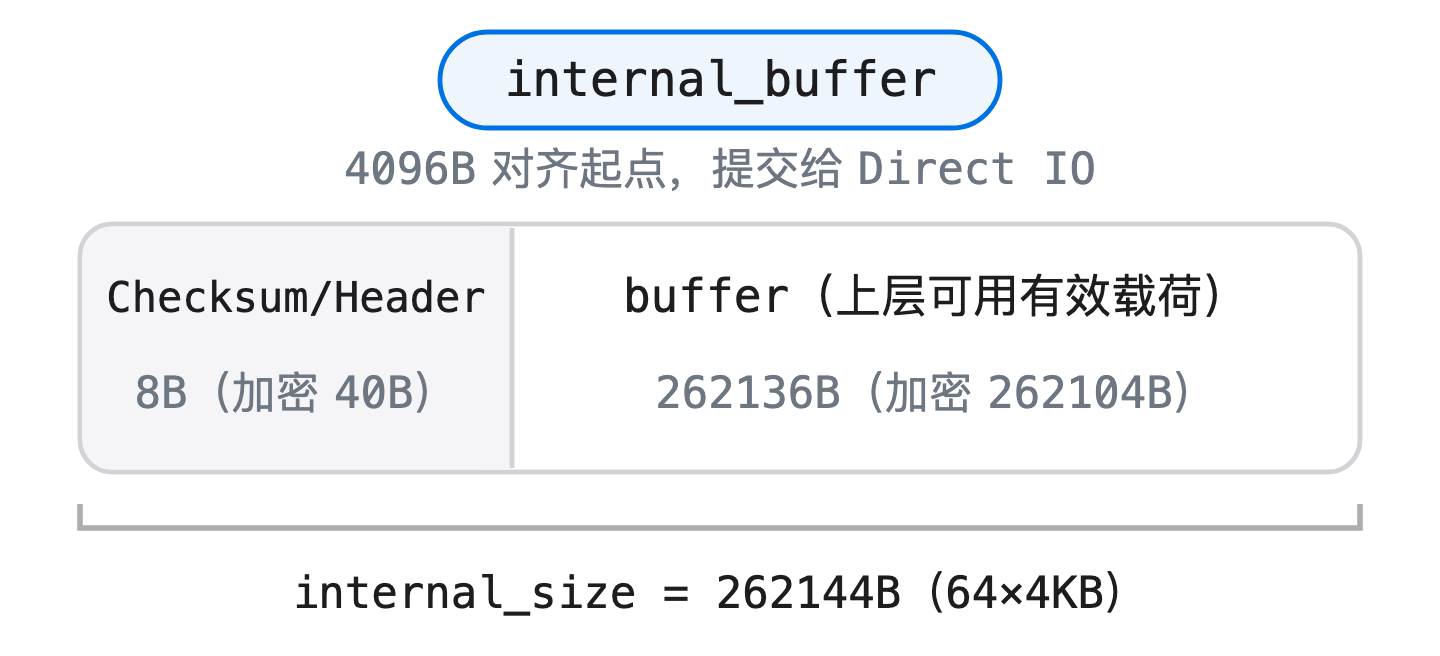 internal_buffer
4096B 对齐起点，提交给 Direct IO
Checksum/Header
buffer（上层可用有效载荷）
8B（加密 40B）
262136B（加密 262104B）
internal_size = 262144B（64×4KB）